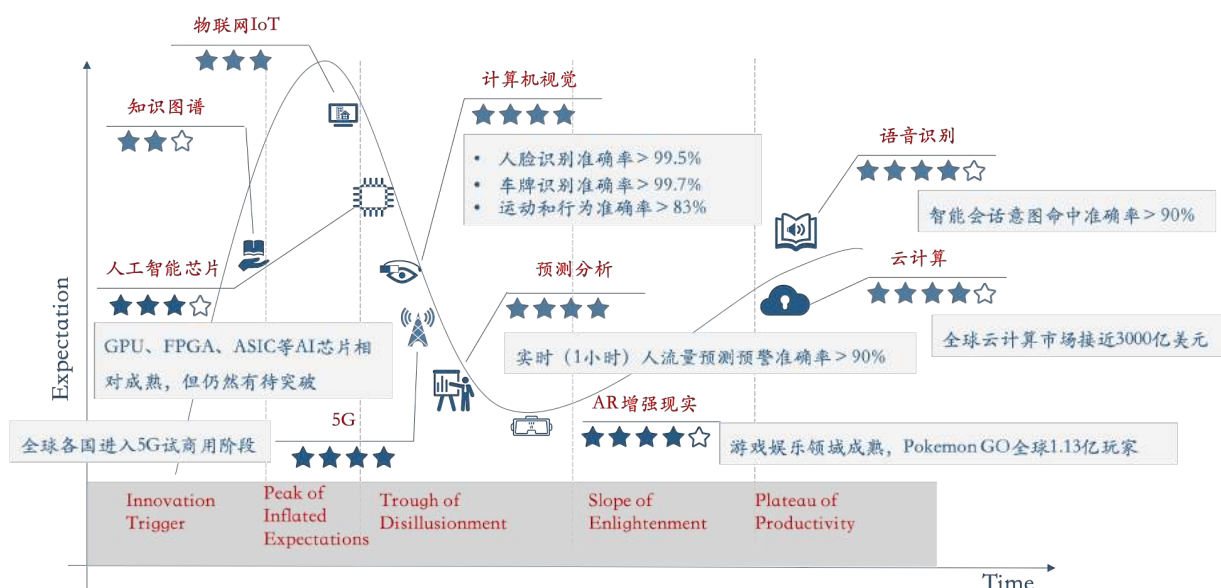 物联网IoT
知识图谱
计算机视觉
• 人脸识别准确率 > 99.5%
• 车牌识别准确率 > 99.7%
• 运动和行为准确率 > 83%
语音识别
智能会话意图命中准确率 > 90%
人工智能芯片
GPU、FPGA、ASIC等AI芯片相
对成熟，但仍然有待突破
预测分析
实时（1小时）人流量预测预警准确率 > 90%
云计算
全球云计算市场接近3000亿美元
5G
全球各国进入5G试商用阶段
AR增强现实
游戏娱乐领域成熟，Pokemon GO全球1.13亿玩家
Expectation
Innovation
Trigger
Peak of
Inflated
Expectations
Trough of
Disillusionment
Slope of
Enlightenment
Plateau of
Productivity
Time